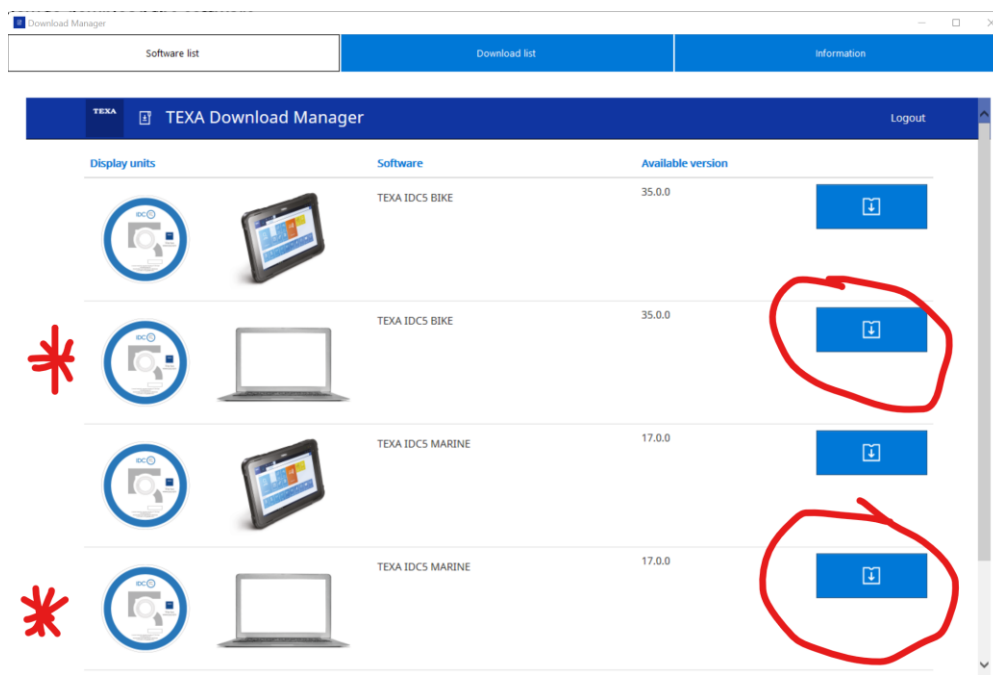 Download Manager
Software list Download list Information
TEXA TEXA Download Manager Logout
Display units Software Available version
TEXA IDC5 BIKE 35.0.0
TEXA IDC5 BIKE 35.0.0
TEXA IDC5 MARINE 17.0.0
TEXA IDC5 MARINE 17.0.0